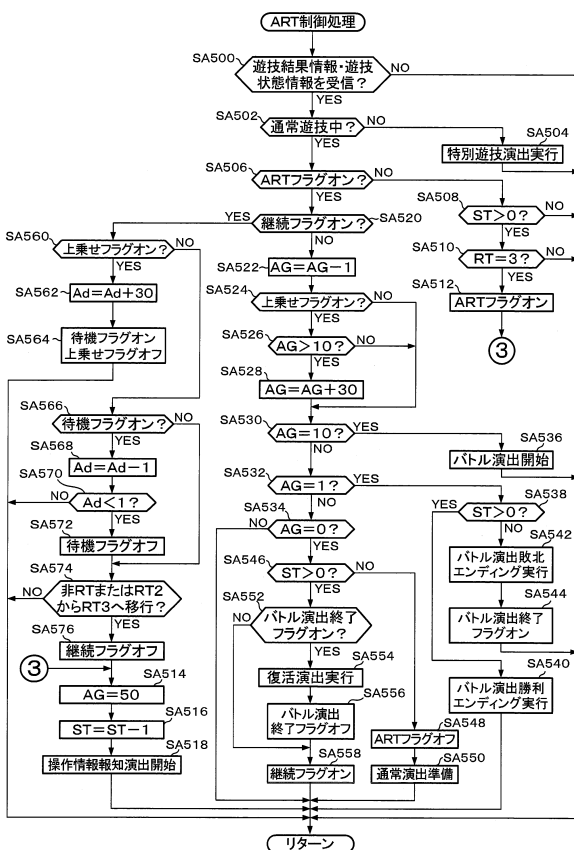 ART制御処理
SA500
遊技結果情報・遊技
状態情報を受信？
NO
YES
SA502
通常遊技中？
NO
YES
SA504
特別遊技演出実行
SA506
ARTフラグオン？
NO
YES
SA508
ST＞0？
NO
YES
SA510
RT＝3？
NO
YES
SA512
ARTフラグオン
③
YES
継続フラグオン？
SA520
NO
SA560
上乗せフラグオン？
NO
YES
SA562
Ad＝Ad＋30
SA564
待機フラグオン
上乗せフラグオフ
SA522
AG＝AG－1
SA524
上乗せフラグオン？
NO
YES
SA526
AG＞10？
NO
YES
SA528
AG＝AG＋30
SA530
AG＝10？
YES
NO
SA536
バトル演出開始
SA532
AG＝1？
YES
NO
SA538
YES
ST＞0？
NO
SA542
バトル演出敗北
エンディング実行
SA544
バトル演出終了
フラグオン
SA540
バトル演出勝利
エンディング実行
SA534
NO
AG＝0？
YES
SA546
ST＞0？
NO
YES
SA552
NO
バトル演出終了
フラグオン？
YES
SA554
復活演出実行
SA556
バトル演出
終了フラグオフ
SA548
ARTフラグオフ
SA550
通常演出準備
SA558
継続フラグオン
SA566
待機フラグオン？
NO
YES
SA568
Ad＝Ad－1
SA570
NO
Ad＜1？
YES
SA572
待機フラグオフ
SA574
NO
非RTまたはRT2
からRT3へ移行？
YES
SA576
継続フラグオフ
③
SA514
AG＝50
SA516
ST＝ST－1
SA518
操作情報報知演出開始
リターン